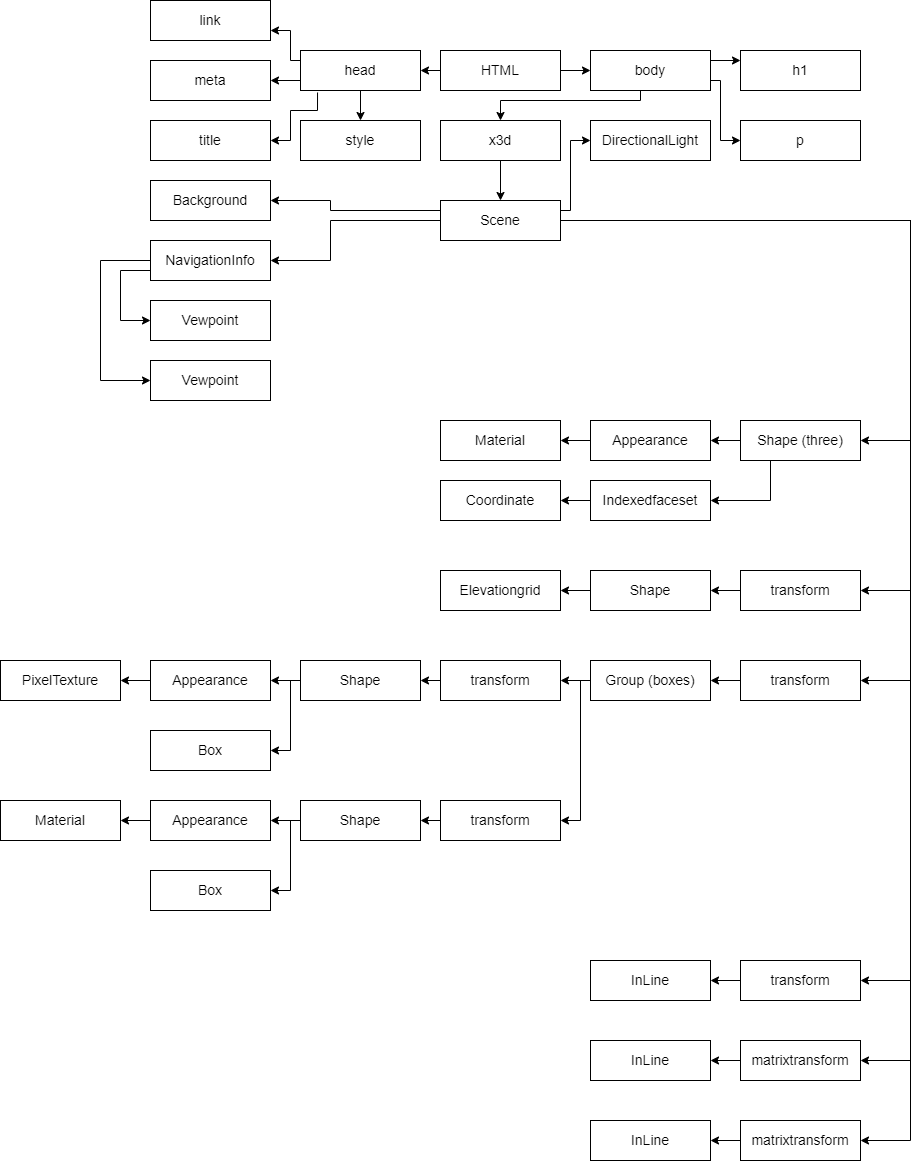 link
head
HTML
body
h1
meta
title
style
x3d
DirectionalLight
p
Background
Scene
NavigationInfo
Vewpoint
Vewpoint
Material
Appearance
Shape (three)
Coordinate
Indexedfaceset
Elevationgrid
Shape
transform
PixelTexture
Appearance
Shape
transform
Group (boxes)
transform
Box
Material
Appearance
Shape
transform
Box
InLine
transform
InLine
matrixtransform
InLine
matrixtransform